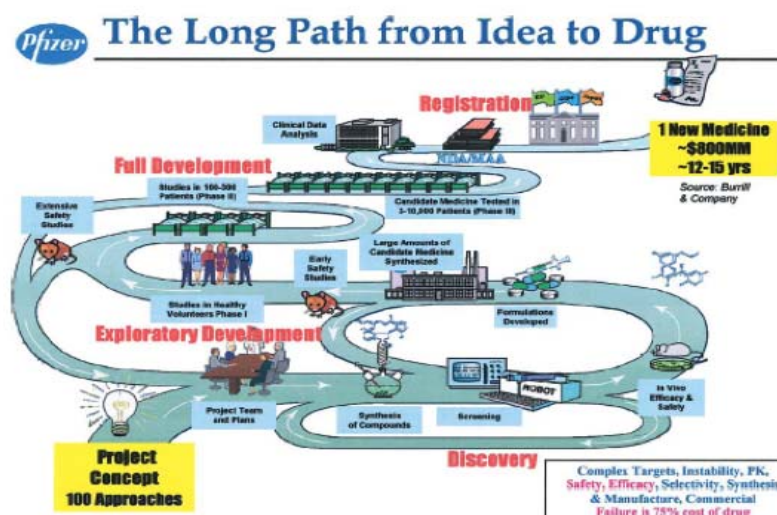 Pfizer
The Long Path from Idea to Drug
Registration
Clinical Data
Analysis
NDA/MAA
1 New Medicine
~$800MM
~12-15 yrs
Source: Burrill
& Company
Full Development
Studies in 100-300
Patients (Phase II)
Candidate Medicine Tested in
3-10,000 Patients (Phase III)
Extensive
Safety
Studies
Large Amounts of
Candidate Medicine
Synthesized
Early
Safety
Studies
Studies in Healthy
Volunteers Phase I
Formulations
Developed
Exploratory Development
Project Team
and Plans
Synthesis
of Compounds
Screening
ROBOT
In Vivo
Efficacy &
Safety
Project
Concept
100 Approaches
Discovery
Complex Targets, Instability, PK,
Safety, Efficacy, Selectivity, Synthesis
& Manufacture, Commercial
Failure is 75% cost of drug